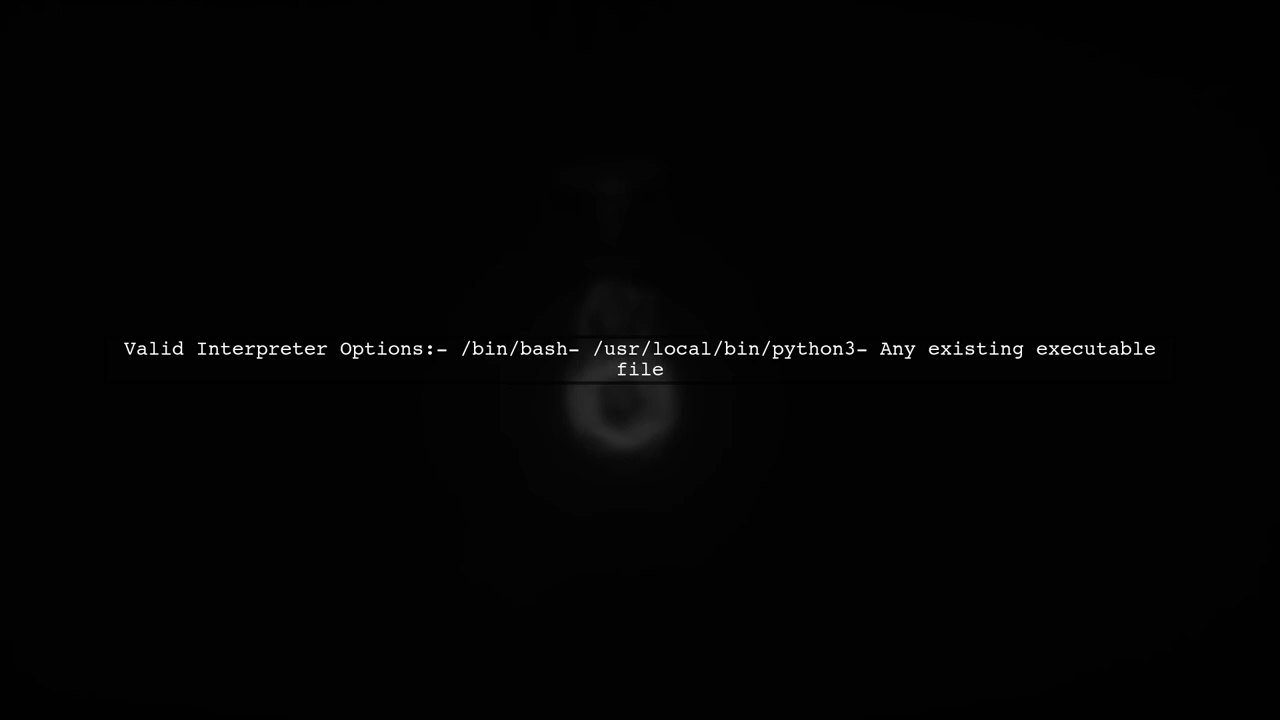 Valid Interpreter Options:- /bin/bash- /usr/local/bin/python3- Any existing executable
file